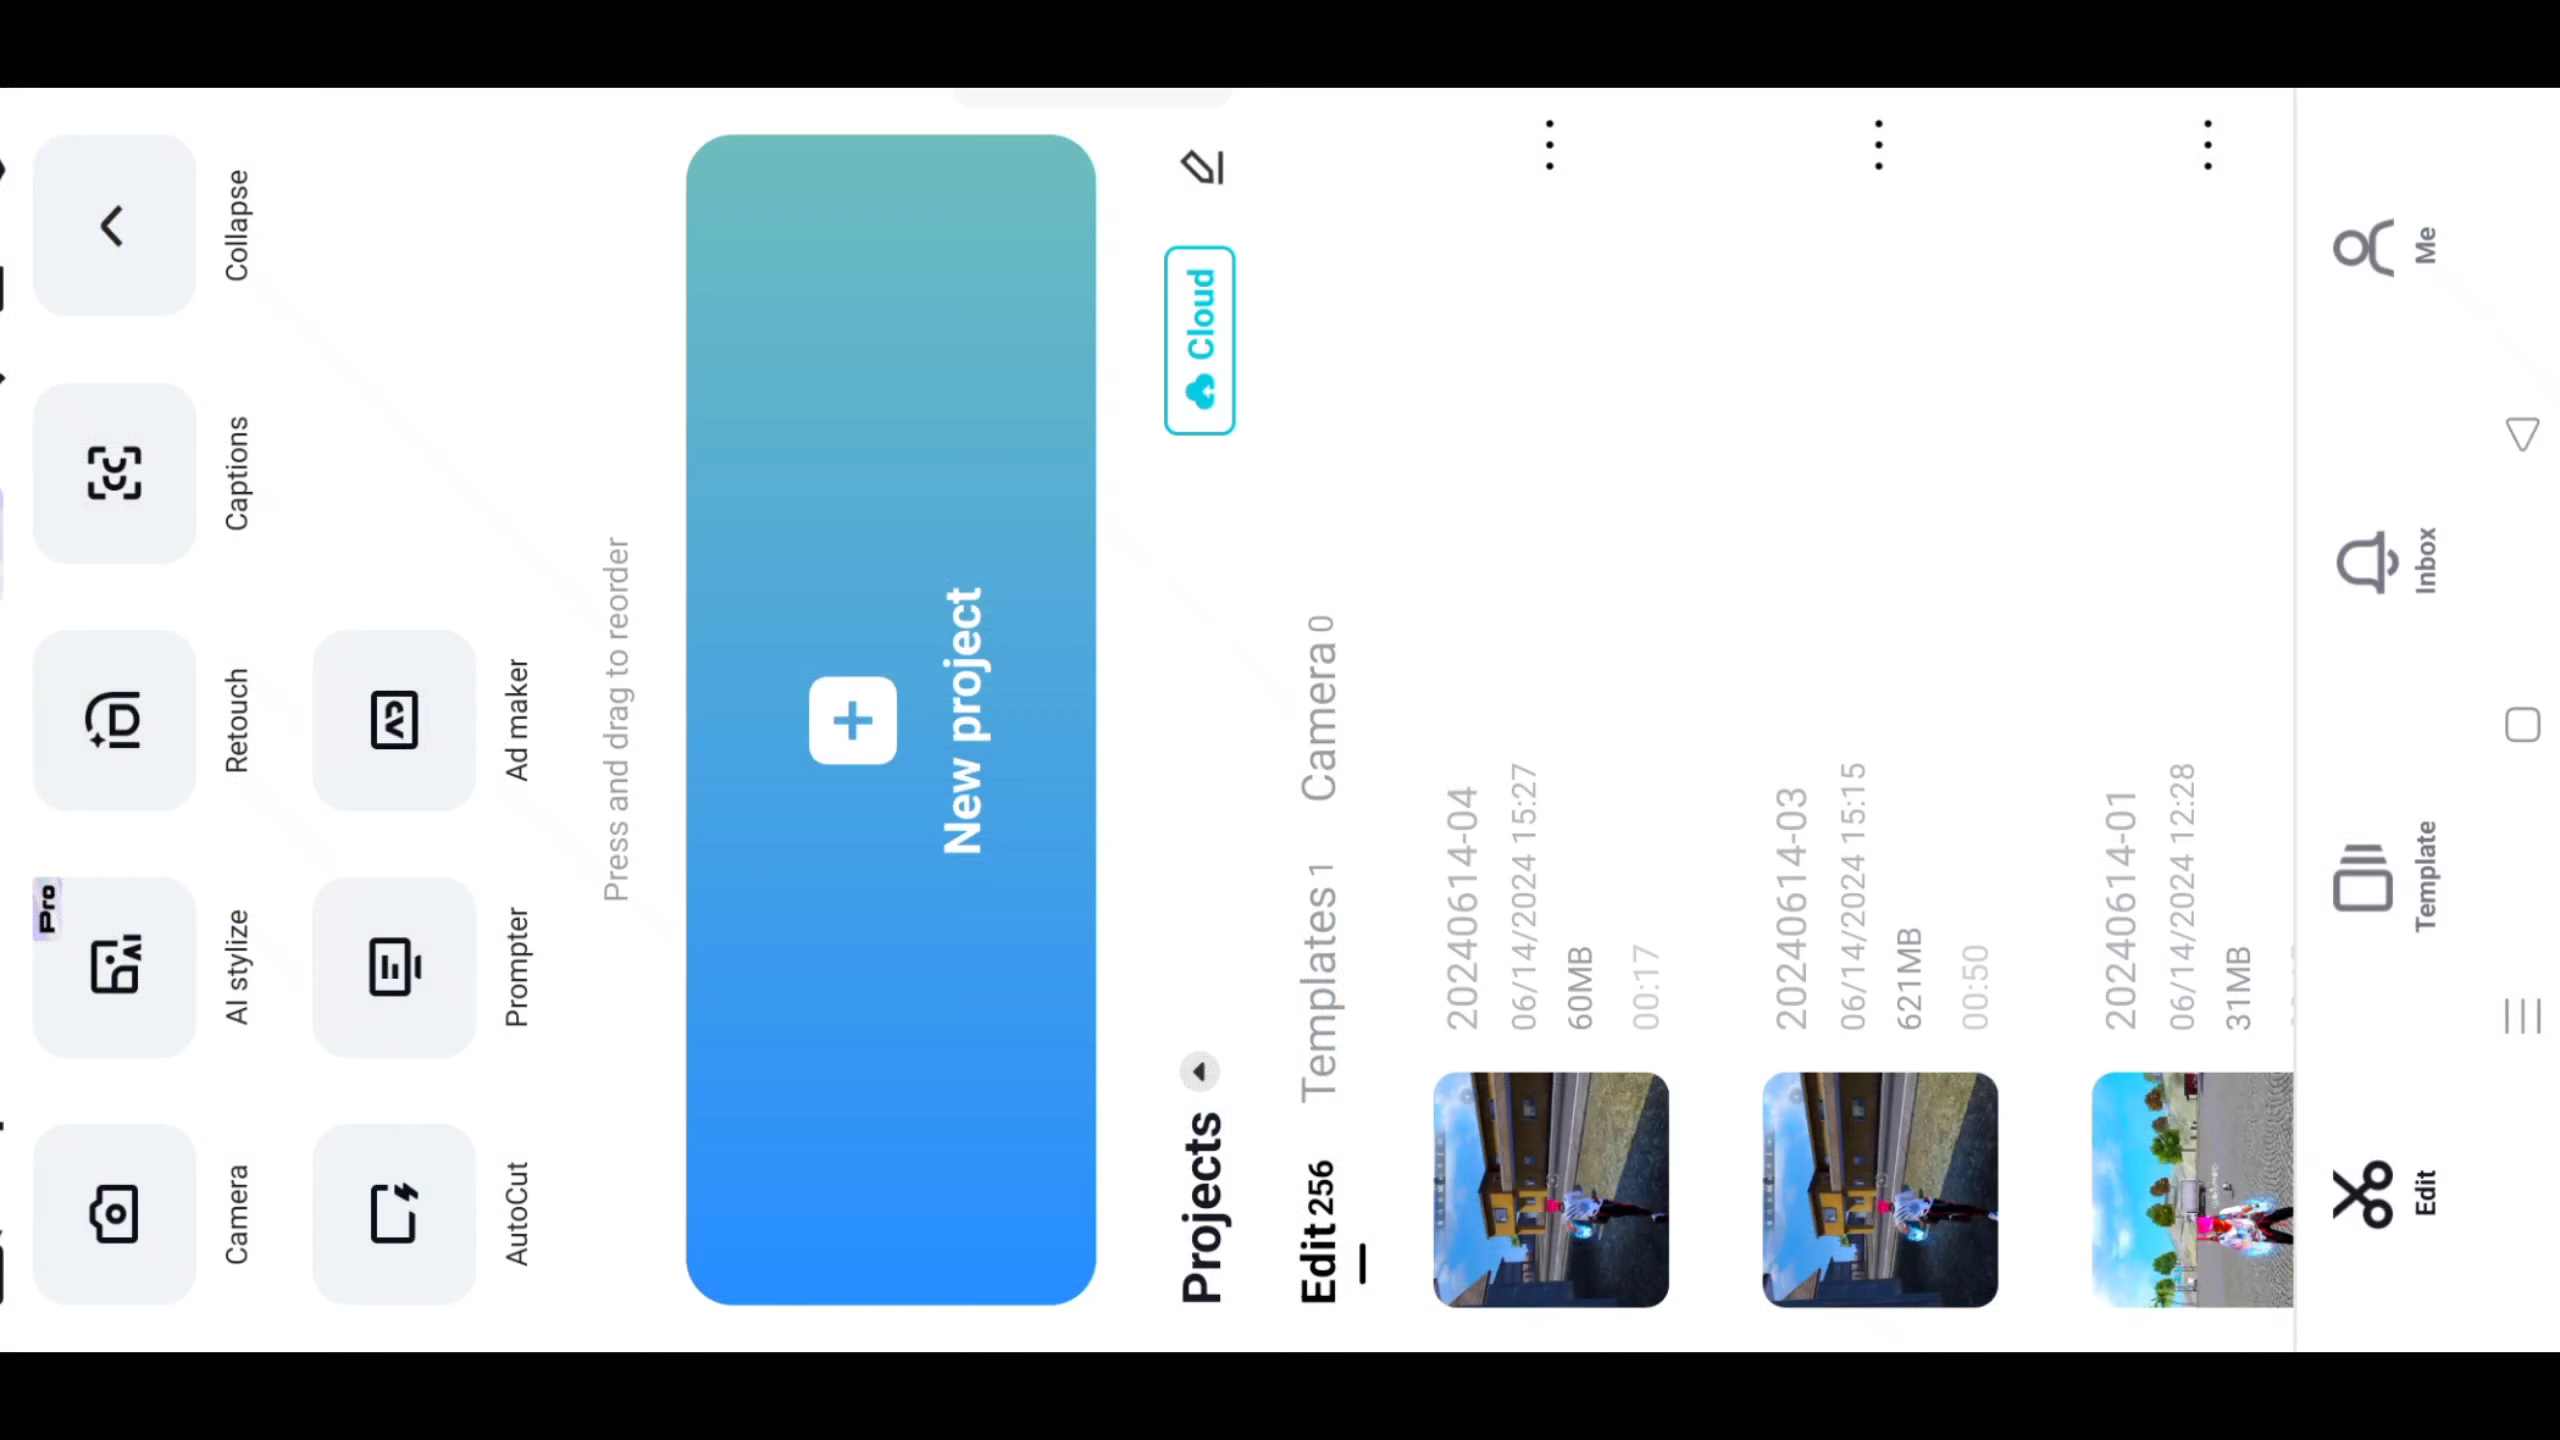 Pro
Camera AI stylize Retouch Captions Collapse
AutoCut Prompter Ad maker
Press and drag to reorder
New project
Projects Cloud
Edit 256 Templates 1 Camera 0
20240614-04
06/14/2024 15:27
60MB
00:17
20240614-03
06/14/2024 15:15
621MB
00:50
20240614-01
06/14/2024 12:28
31MB
Edit Template Inbox Me